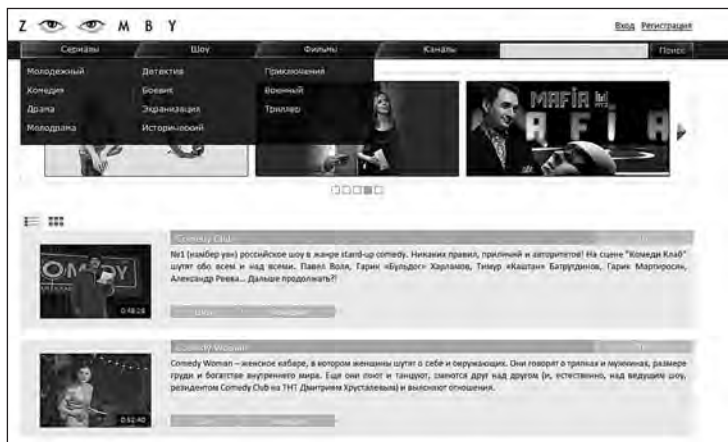 Z O O M B Y
Вход Регистрация
Сериалы Шоу Фильмы Каналы Поиск
Молодежный Детектив Приключения
Комедия Боевик Военный
Драма Экранизация Триллер
Мелодрама Исторический
MAFIA
M A F I A
Comedy Club
№1 (намбер уан) российское шоу в жанре stand-up comedy. Никаких правил, приличий и авторитетов! На сцене "Комеди Клаб"
шутят обо всем и над всеми. Павел Воля, Гарик «Бульдог» Харламов, Тимур «Каштан» Батрутдинов, Гарик Мартиросян,
Александр Ревва... Дальше продолжать?!
OMEDY
0:48:28
Шоу Комедия
Comedy Woman
Comedy Woman – женское кабаре, в котором женщины шутят о себе и окружающих. Они говорят о тряпках и мужчинах, размере
груди и богатстве внутреннего мира. Еще они поют и танцуют, смеются друг над другом (и, естественно, над ведущим шоу,
резидентом Comedy Club на ТНТ Дмитрием Хрусталевым) и выясняют отношения.
0:52:40